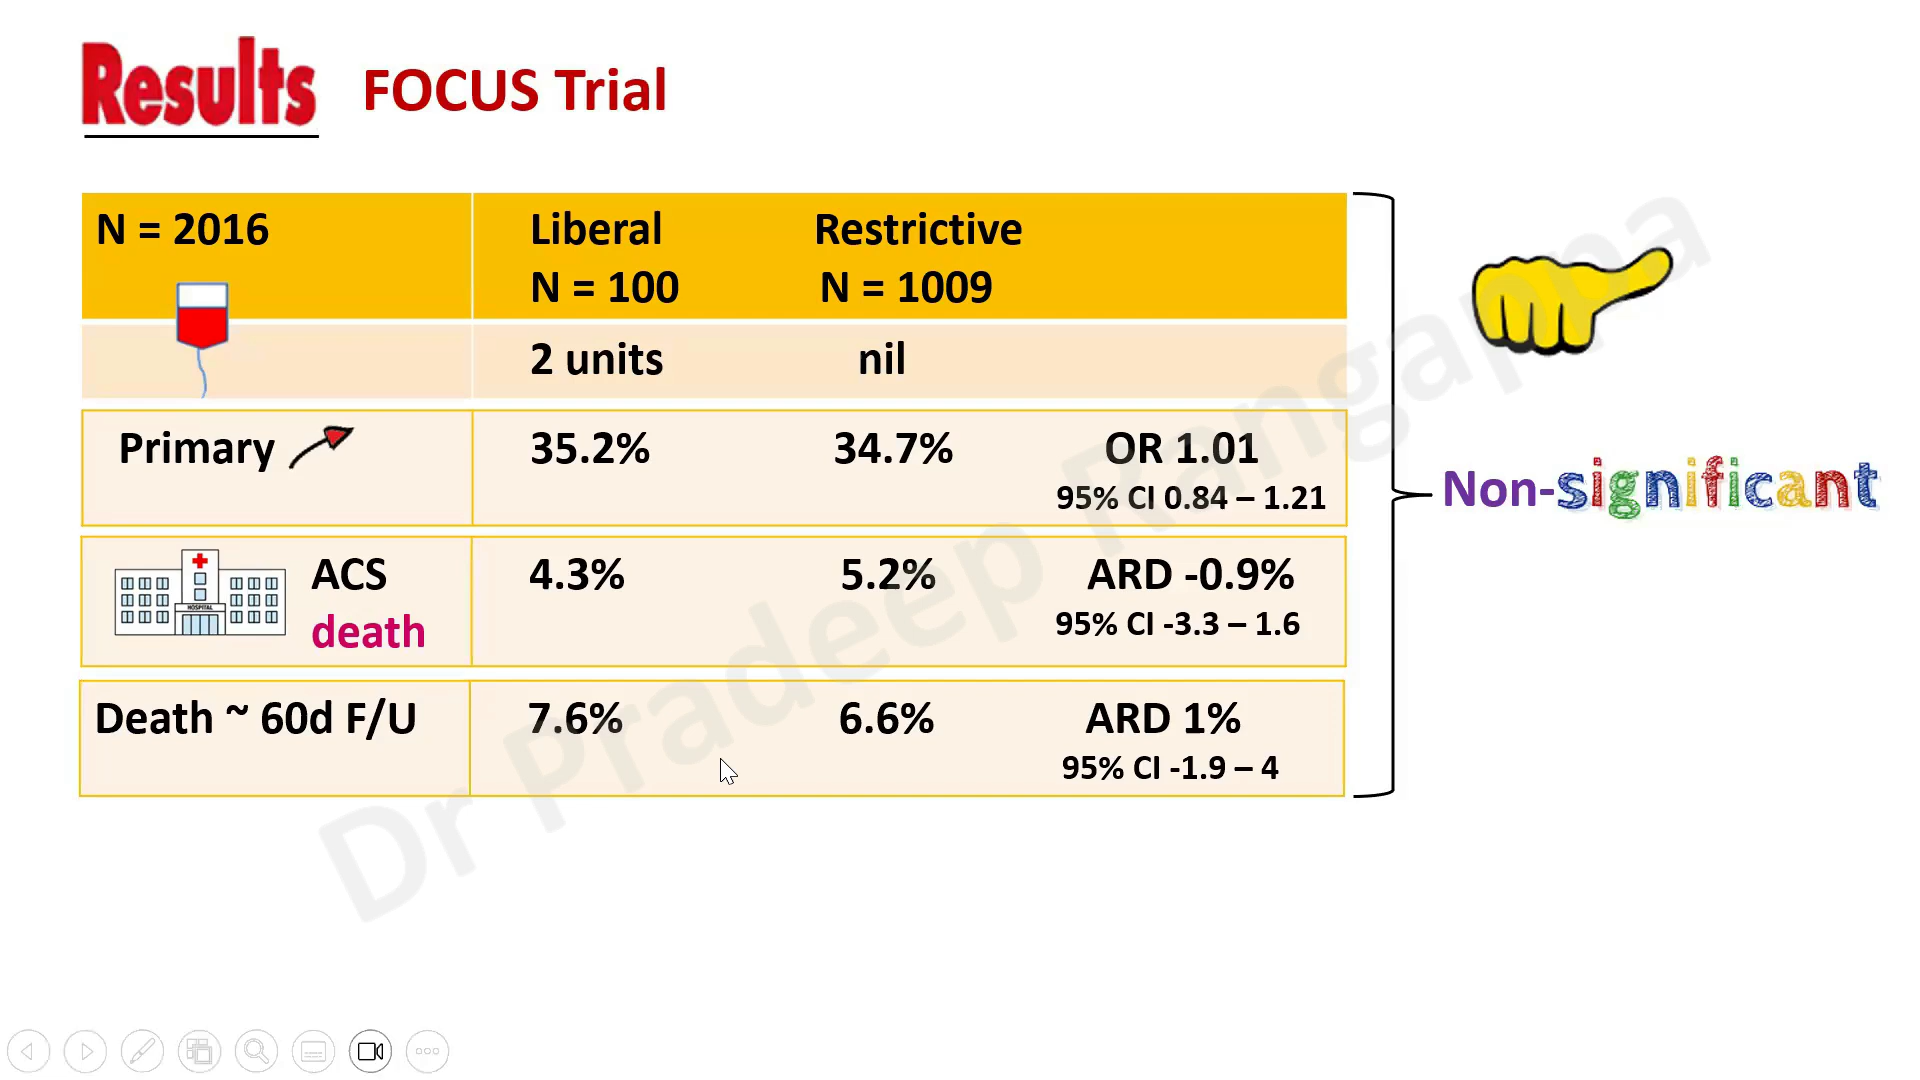 Results FOCUS Trial
N = 2016 Liberal Restrictive
N = 100 N = 1009
2 units nil
Primary 35.2% 34.7% OR 1.01
95% CI 0.84 – 1.21
Non-significant
HOSPITAL
ACS 4.3% 5.2% ARD -0.9%
death 95% CI -3.3 – 1.6
Death ~ 60d F/U 7.6% 6.6% ARD 1%
95% CI -1.9 – 4
Dr Pradeep Rangappa